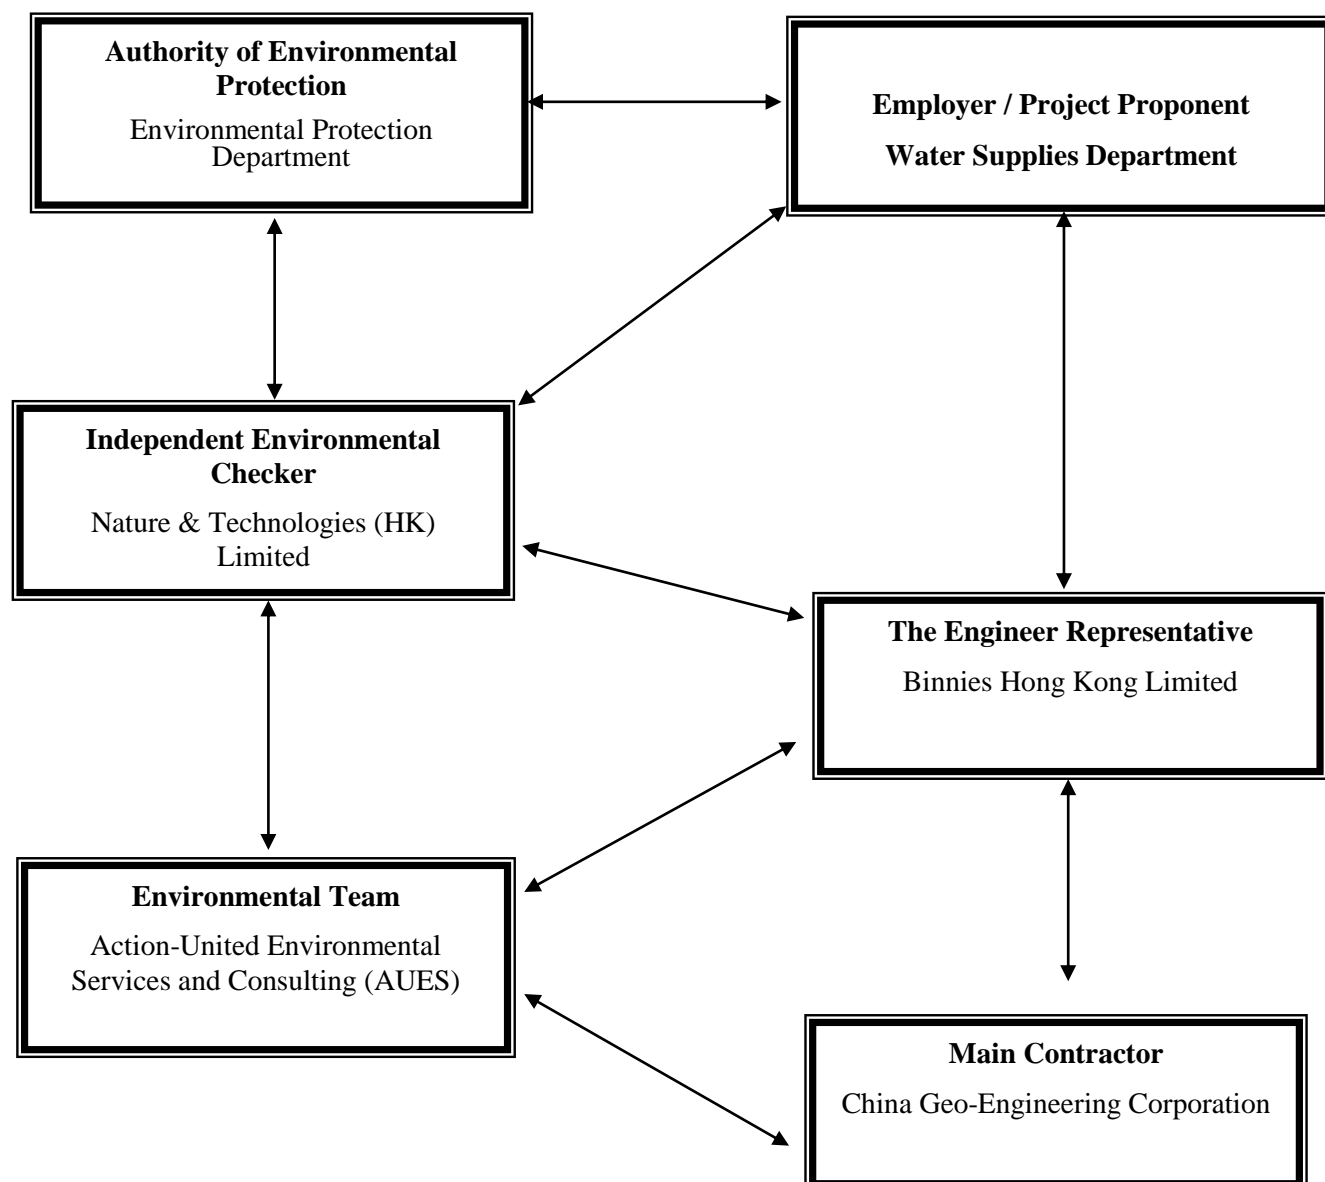 Authority of Environmental
Protection
Environmental Protection
Department
Employer / Project Proponent
Water Supplies Department
Independent Environmental
Checker
Nature & Technologies (HK)
Limited
The Engineer Representative
Binnies Hong Kong Limited
Environmental Team
Action-United Environmental
Services and Consulting (AUES)
Main Contractor
China Geo-Engineering Corporation